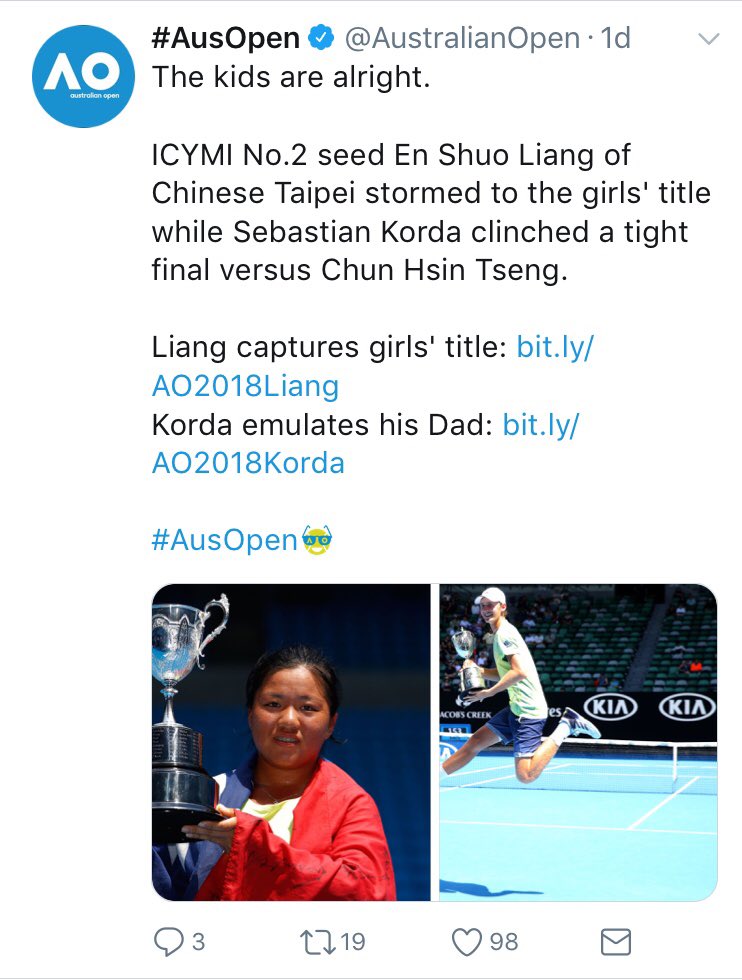 #AusOpen @AustralianOpen · 1d
AO
australian open
The kids are alright.
ICYMI No.2 seed En Shuo Liang of
Chinese Taipei stormed to the girls' title
while Sebastian Korda clinched a tight
final versus Chun Hsin Tseng.
Liang captures girls' title: bit.ly/
AO2018Liang
Korda emulates his Dad: bit.ly/
AO2018Korda
#AusOpen
JACOB'S CREEK
KIA
KIA
3
19
98